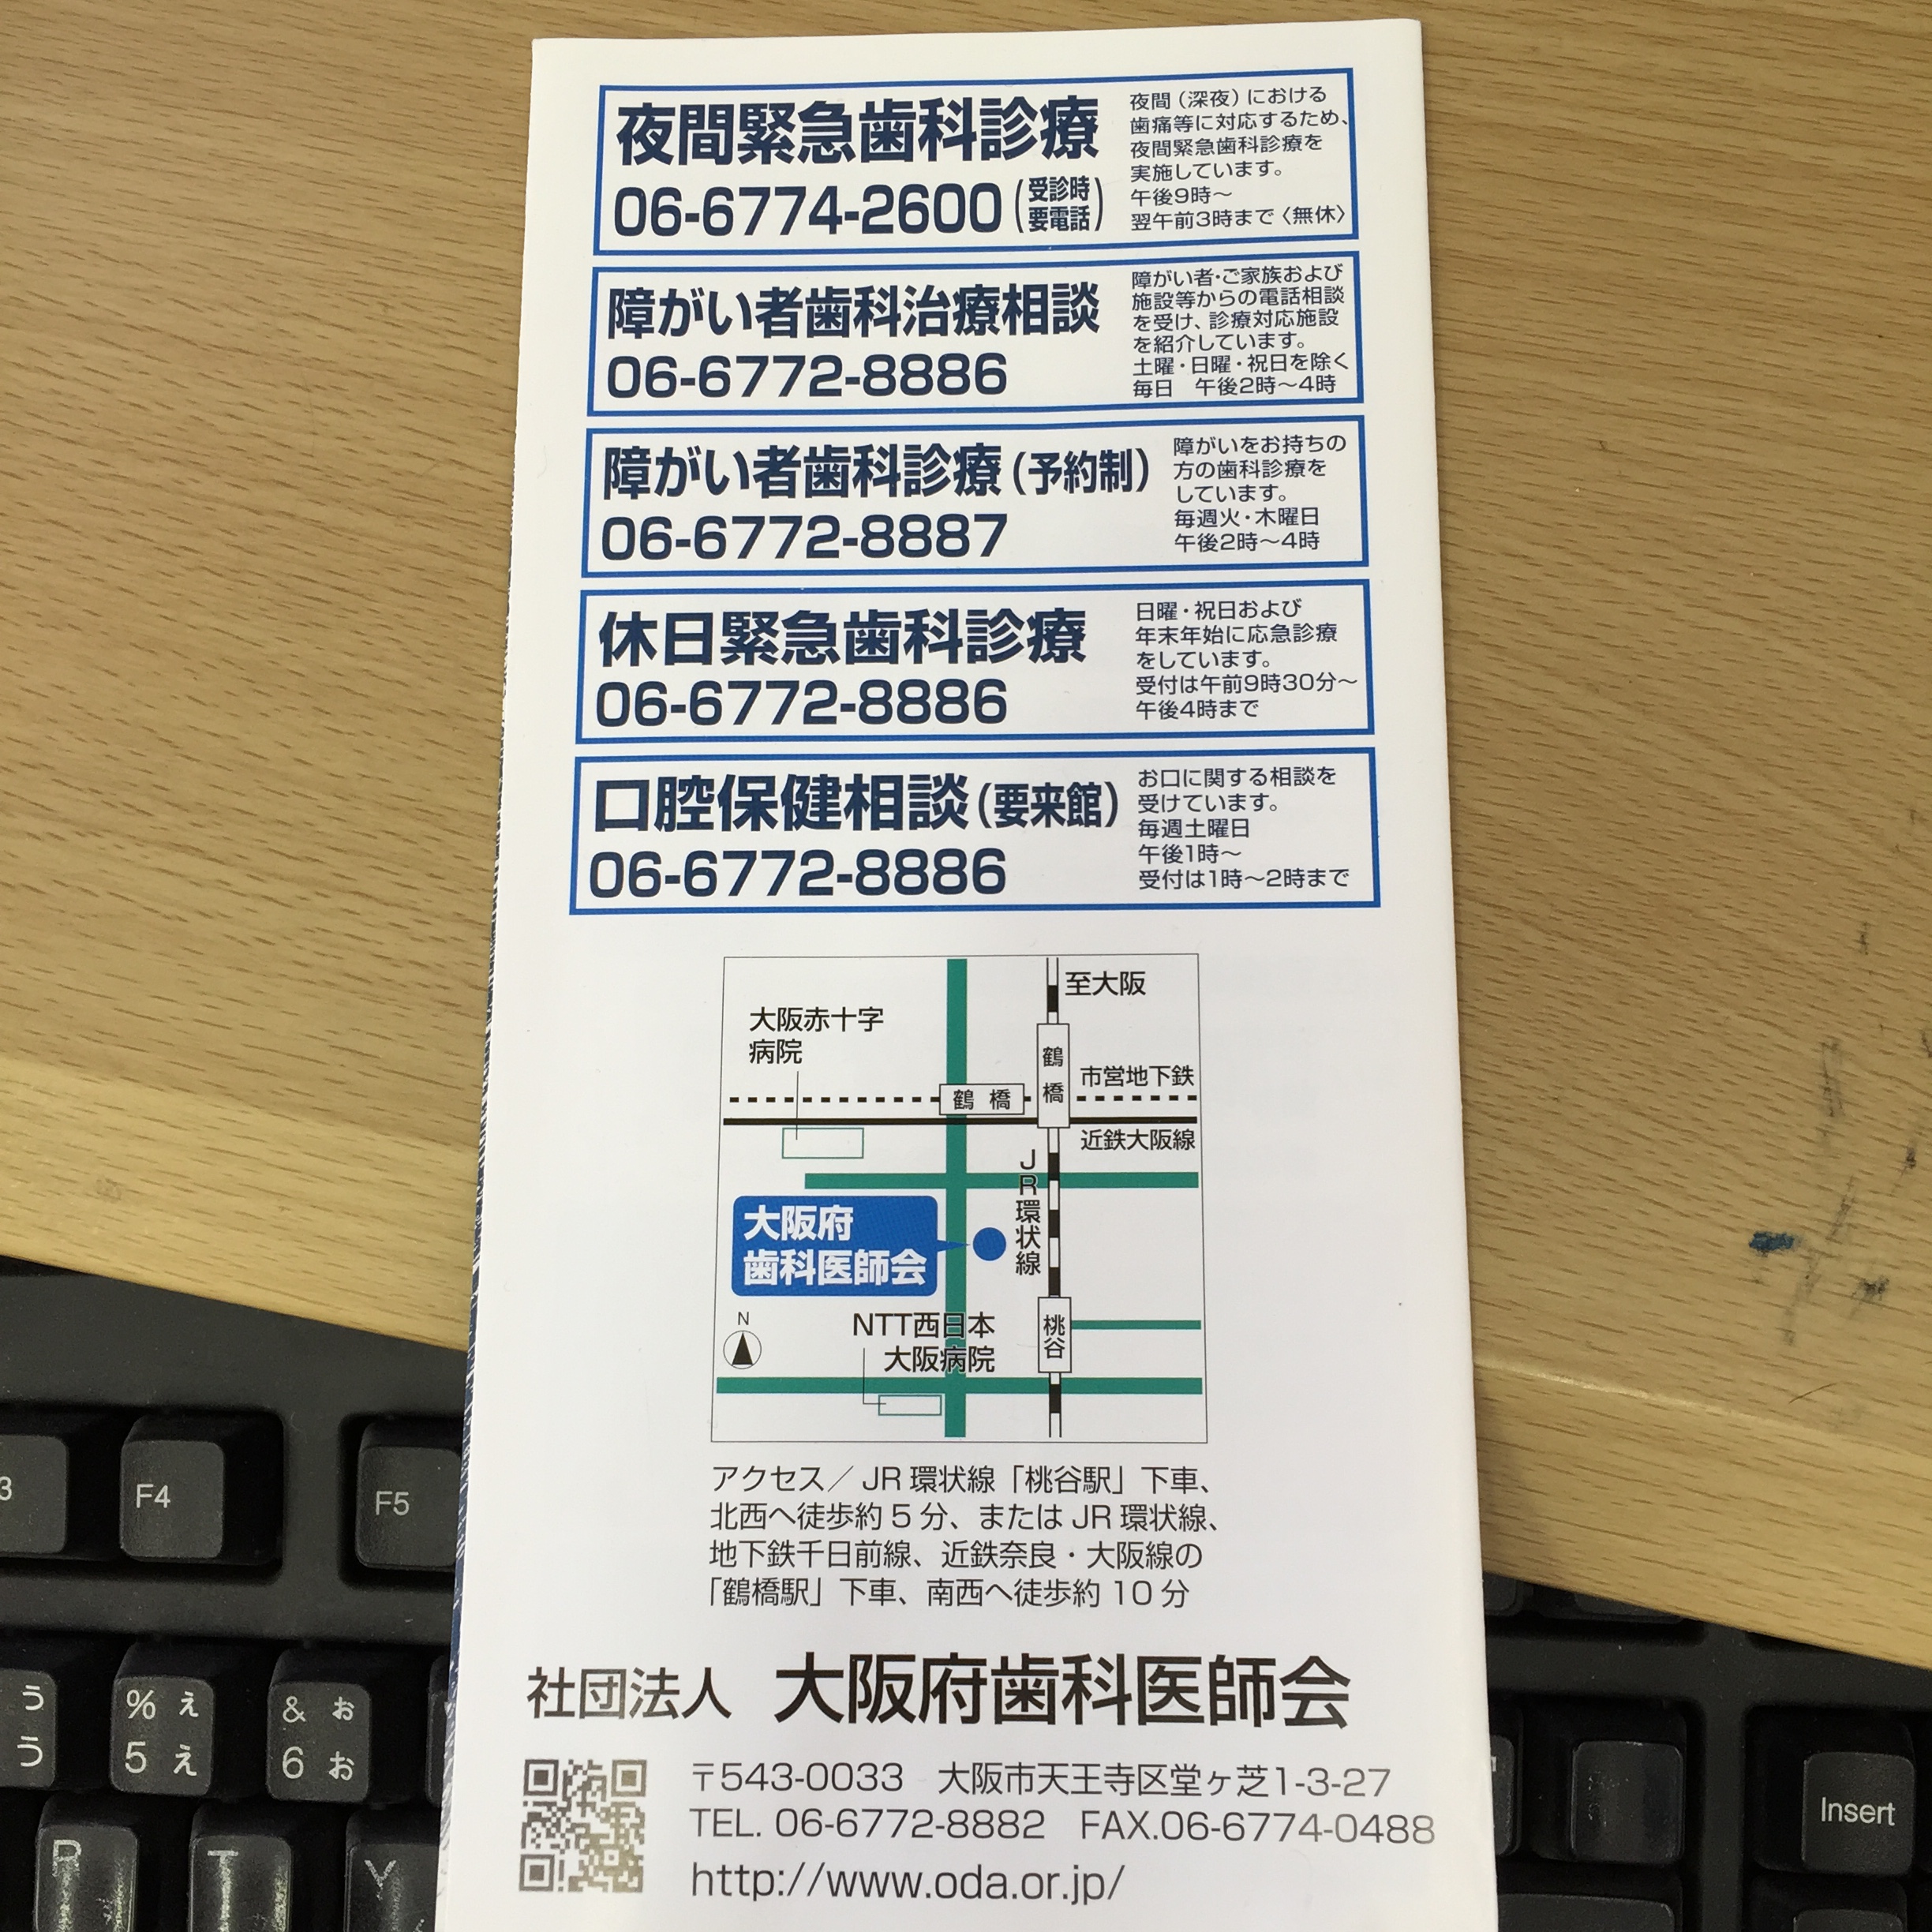 夜間緊急歯科診療
06-6774-2600(受診時要電話)
夜間(深夜)における
歯痛等に対応するため、
夜間緊急歯科診療を
実施しています。
午後9時〜
翌午前3時まで〈無休〉
障がい者歯科治療相談
06-6772-8886
障がい者・ご家族および
施設等からの電話相談
を受け、診療対応施設
を紹介しています。
土曜・日曜・祝日を除く
毎日 午後2時〜4時
障がい者歯科診療(予約制)
06-6772-8887
障がいをお持ちの
方の歯科診療を
しています。
毎週火・木曜日
午後2時〜4時
休日緊急歯科診療
06-6772-8886
日曜・祝日および
年末年始に応急診療
をしています。
受付は午前9時30分〜
午後4時まで
口腔保健相談(要来館)
06-6772-8886
お口に関する相談を
受けています。
毎週土曜日
午後1時〜
受付は1時〜2時まで
至大阪
大阪赤十字
病院
鶴橋
市営地下鉄
鶴橋
近鉄大阪線
JR環状線
大阪府
歯科医師会
N
NTT西日本
大阪病院
桃谷
アクセス/JR環状線「桃谷駅」下車、
北西へ徒歩約5分、またはJR環状線、
地下鉄千日前線、近鉄奈良・大阪線の
「鶴橋駅」下車、南西へ徒歩約10分
社団法人 大阪府歯科医師会
〒543-0033 大阪市天王寺区堂ヶ芝1-3-27
TEL. 06-6772-8882 FAX.06-6774-0488
http://www.oda.or.jp/
3
F4
F5
ぅ
う
% ぇ
5 え
& ぉ
6 お
R
T
Y
Insert